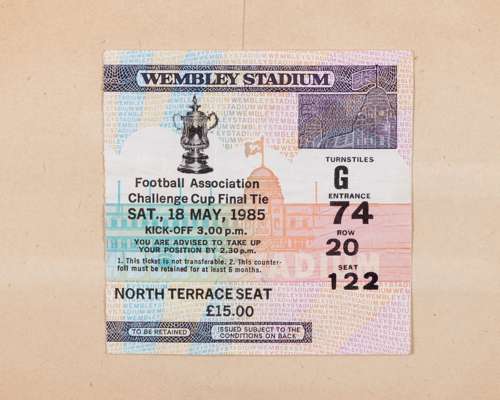 WEMBLEY STADIUM
Football Association
Challenge Cup Final Tie
SAT., 18 MAY, 1985
KICK-OFF 3.00 p.m.
YOU ARE ADVISED TO TAKE UP
YOUR POSITION BY 2.30 p.m.
1. This ticket is not transferable. 2. This counter-
foil must be retained for at least 6 months.
TURNSTILES
G
ENTRANCE
74
ROW
20
SEAT
122
STADIUM
NORTH TERRACE SEAT
£15.00
TO BE RETAINED
ISSUED SUBJECT TO THE
CONDITIONS ON BACK